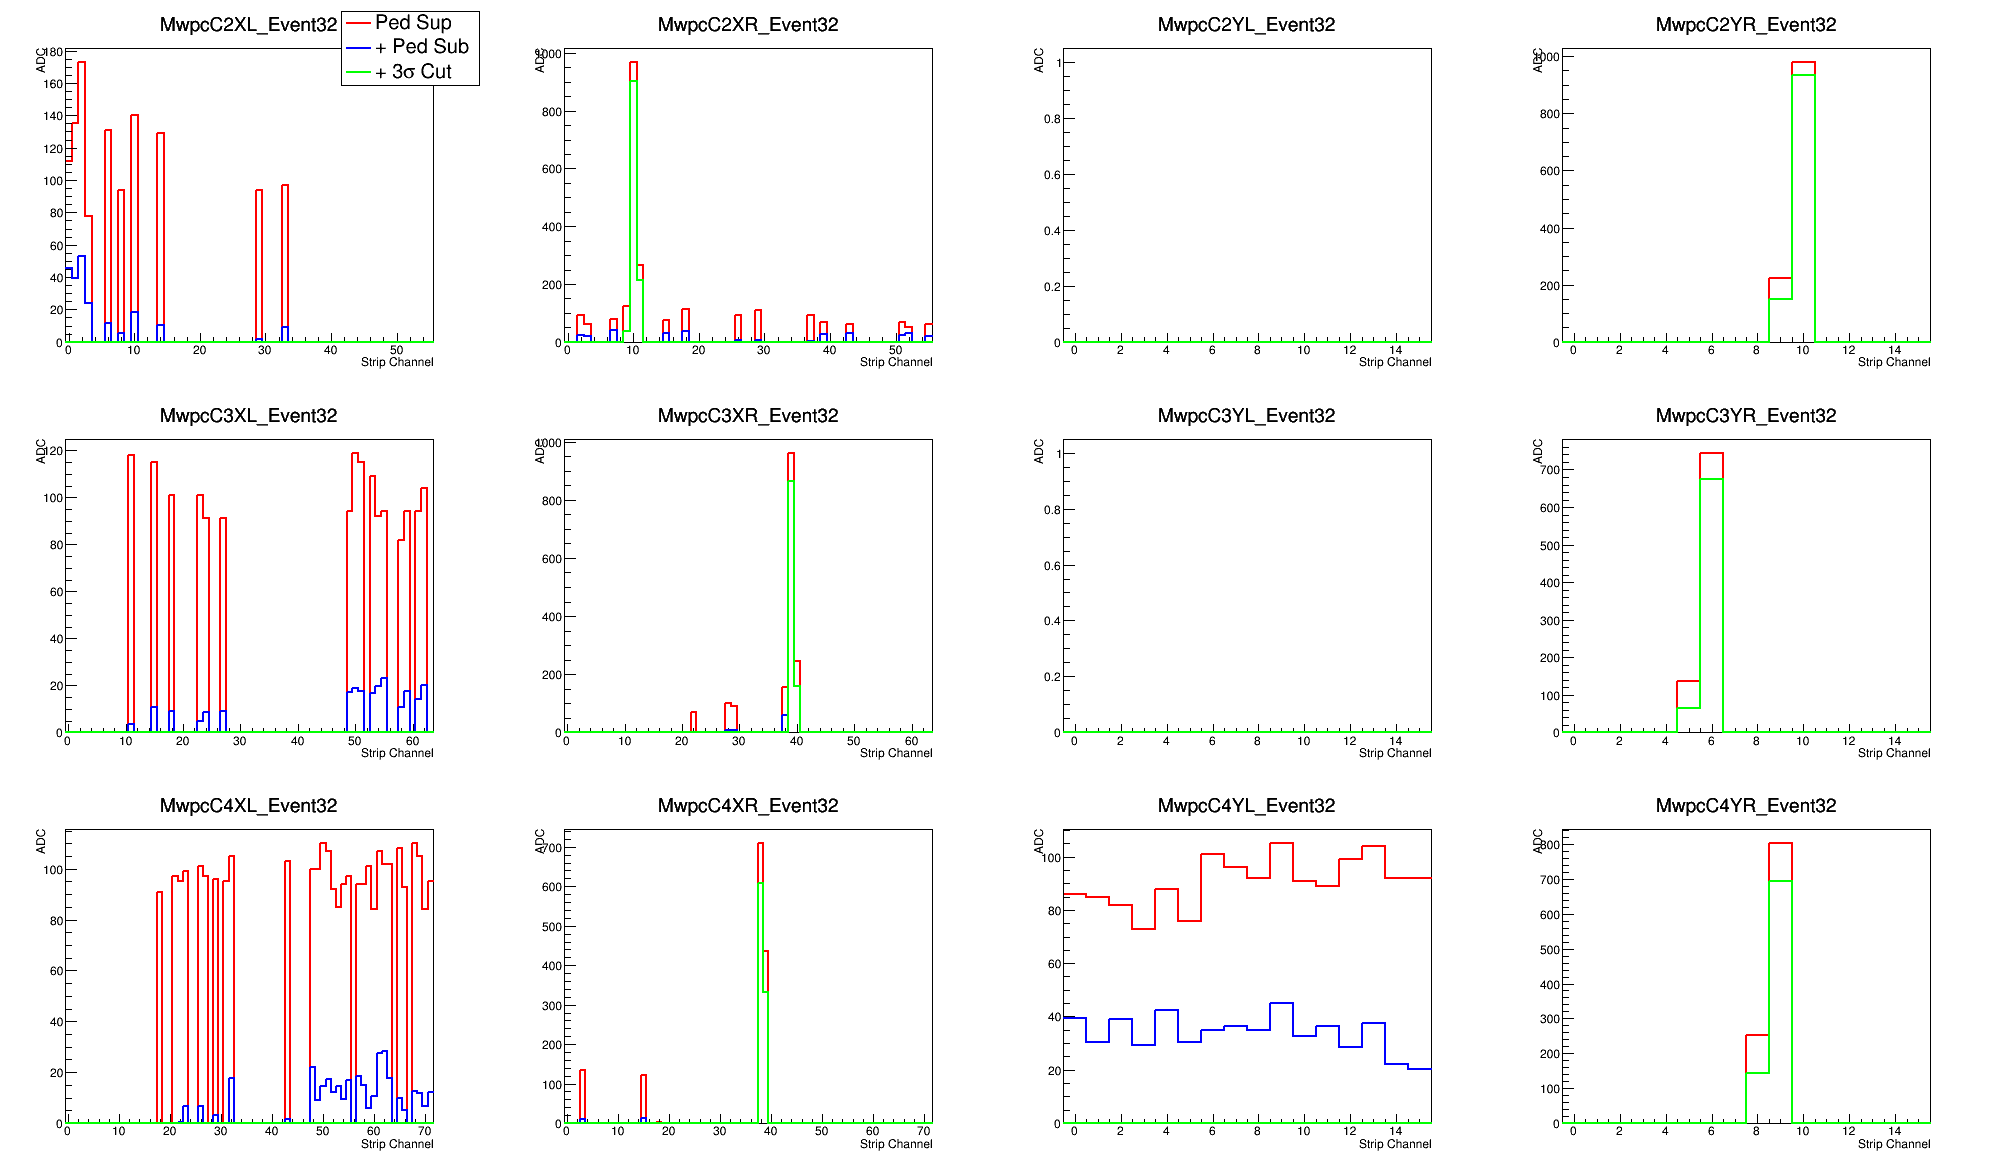 MwpcC2XL_Event32
Ped Sup
+ Ped Sub
+ 3σ Cut
ADC
180
160
140
120
100
80
60
40
20
0
0 10 20 30 40 50
Strip Channel
MwpcC2XR_Event32
ADC
1000
800
600
400
200
0
0 10 20 30 40 50
Strip Channel
MwpcC2YL_Event32
ADC
1
0.8
0.6
0.4
0.2
0
0 2 4 6 8 10 12 14
Strip Channel
MwpcC2YR_Event32
ADC
1000
800
600
400
200
0
0 2 4 6 8 10 12 14
Strip Channel
MwpcC3XL_Event32
ADC
120
100
80
60
40
20
0
0 10 20 30 40 50 60
Strip Channel
MwpcC3XR_Event32
ADC
1000
800
600
400
200
0
0 10 20 30 40 50 60
Strip Channel
MwpcC3YL_Event32
ADC
1
0.8
0.6
0.4
0.2
0
0 2 4 6 8 10 12 14
Strip Channel
MwpcC3YR_Event32
ADC
700
600
500
400
300
200
100
0
0 2 4 6 8 10 12 14
Strip Channel
MwpcC4XL_Event32
ADC
100
80
60
40
20
0
0 10 20 30 40 50 60 70
Strip Channel
MwpcC4XR_Event32
ADC
700
600
500
400
300
200
100
0
0 10 20 30 40 50 60 70
Strip Channel
MwpcC4YL_Event32
ADC
100
80
60
40
20
0
0 2 4 6 8 10 12 14
Strip Channel
MwpcC4YR_Event32
ADC
800
700
600
500
400
300
200
100
0
0 2 4 6 8 10 12 14
Strip Channel